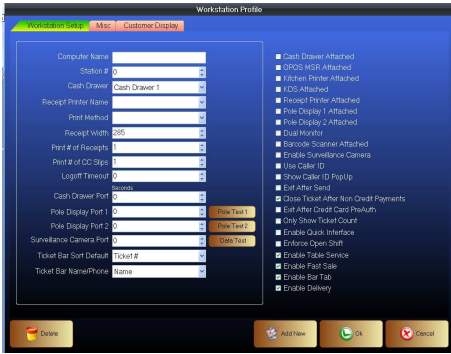 Workstation Profile
Workstation Setup Misc Customer Display
Computer Name
Station # 0
Cash Drawer Cash Drawer 1
Receipt Printer Name
Print Method
Receipt Width 285
Print # of Receipts 1
Print # of CC Slips 1
Logoff Timeout 0
Seconds
Cash Drawer Port 0
Pole Display Port 1 0 Pole Test 1
Pole Display Port 2 0 Pole Test 2
Surveillance Camera Port 0 Data Test
Ticket Bar Sort Default Ticket #
Ticket Bar Name/Phone Name
Cash Drawer Attached
OPOS MSR Attached
Kitchen Printer Attached
KDS Attached
Receipt Printer Attached
Pole Display 1 Attached
Pole Display 2 Attached
Dual Monitor
Barcode Scanner Attached
Enable Surveillance Camera
Use Caller ID
Show Caller ID PopUp
Exit After Send
Close Ticket After Non Credit Payments
Exit After Credit Card PreAuth
Only Show Ticket Count
Enable Quick Interface
Enforce Open Shift
Enable Table Service
Enable Fast Sale
Enable Bar Tab
Enable Delivery
Delete Add New Ok Cancel